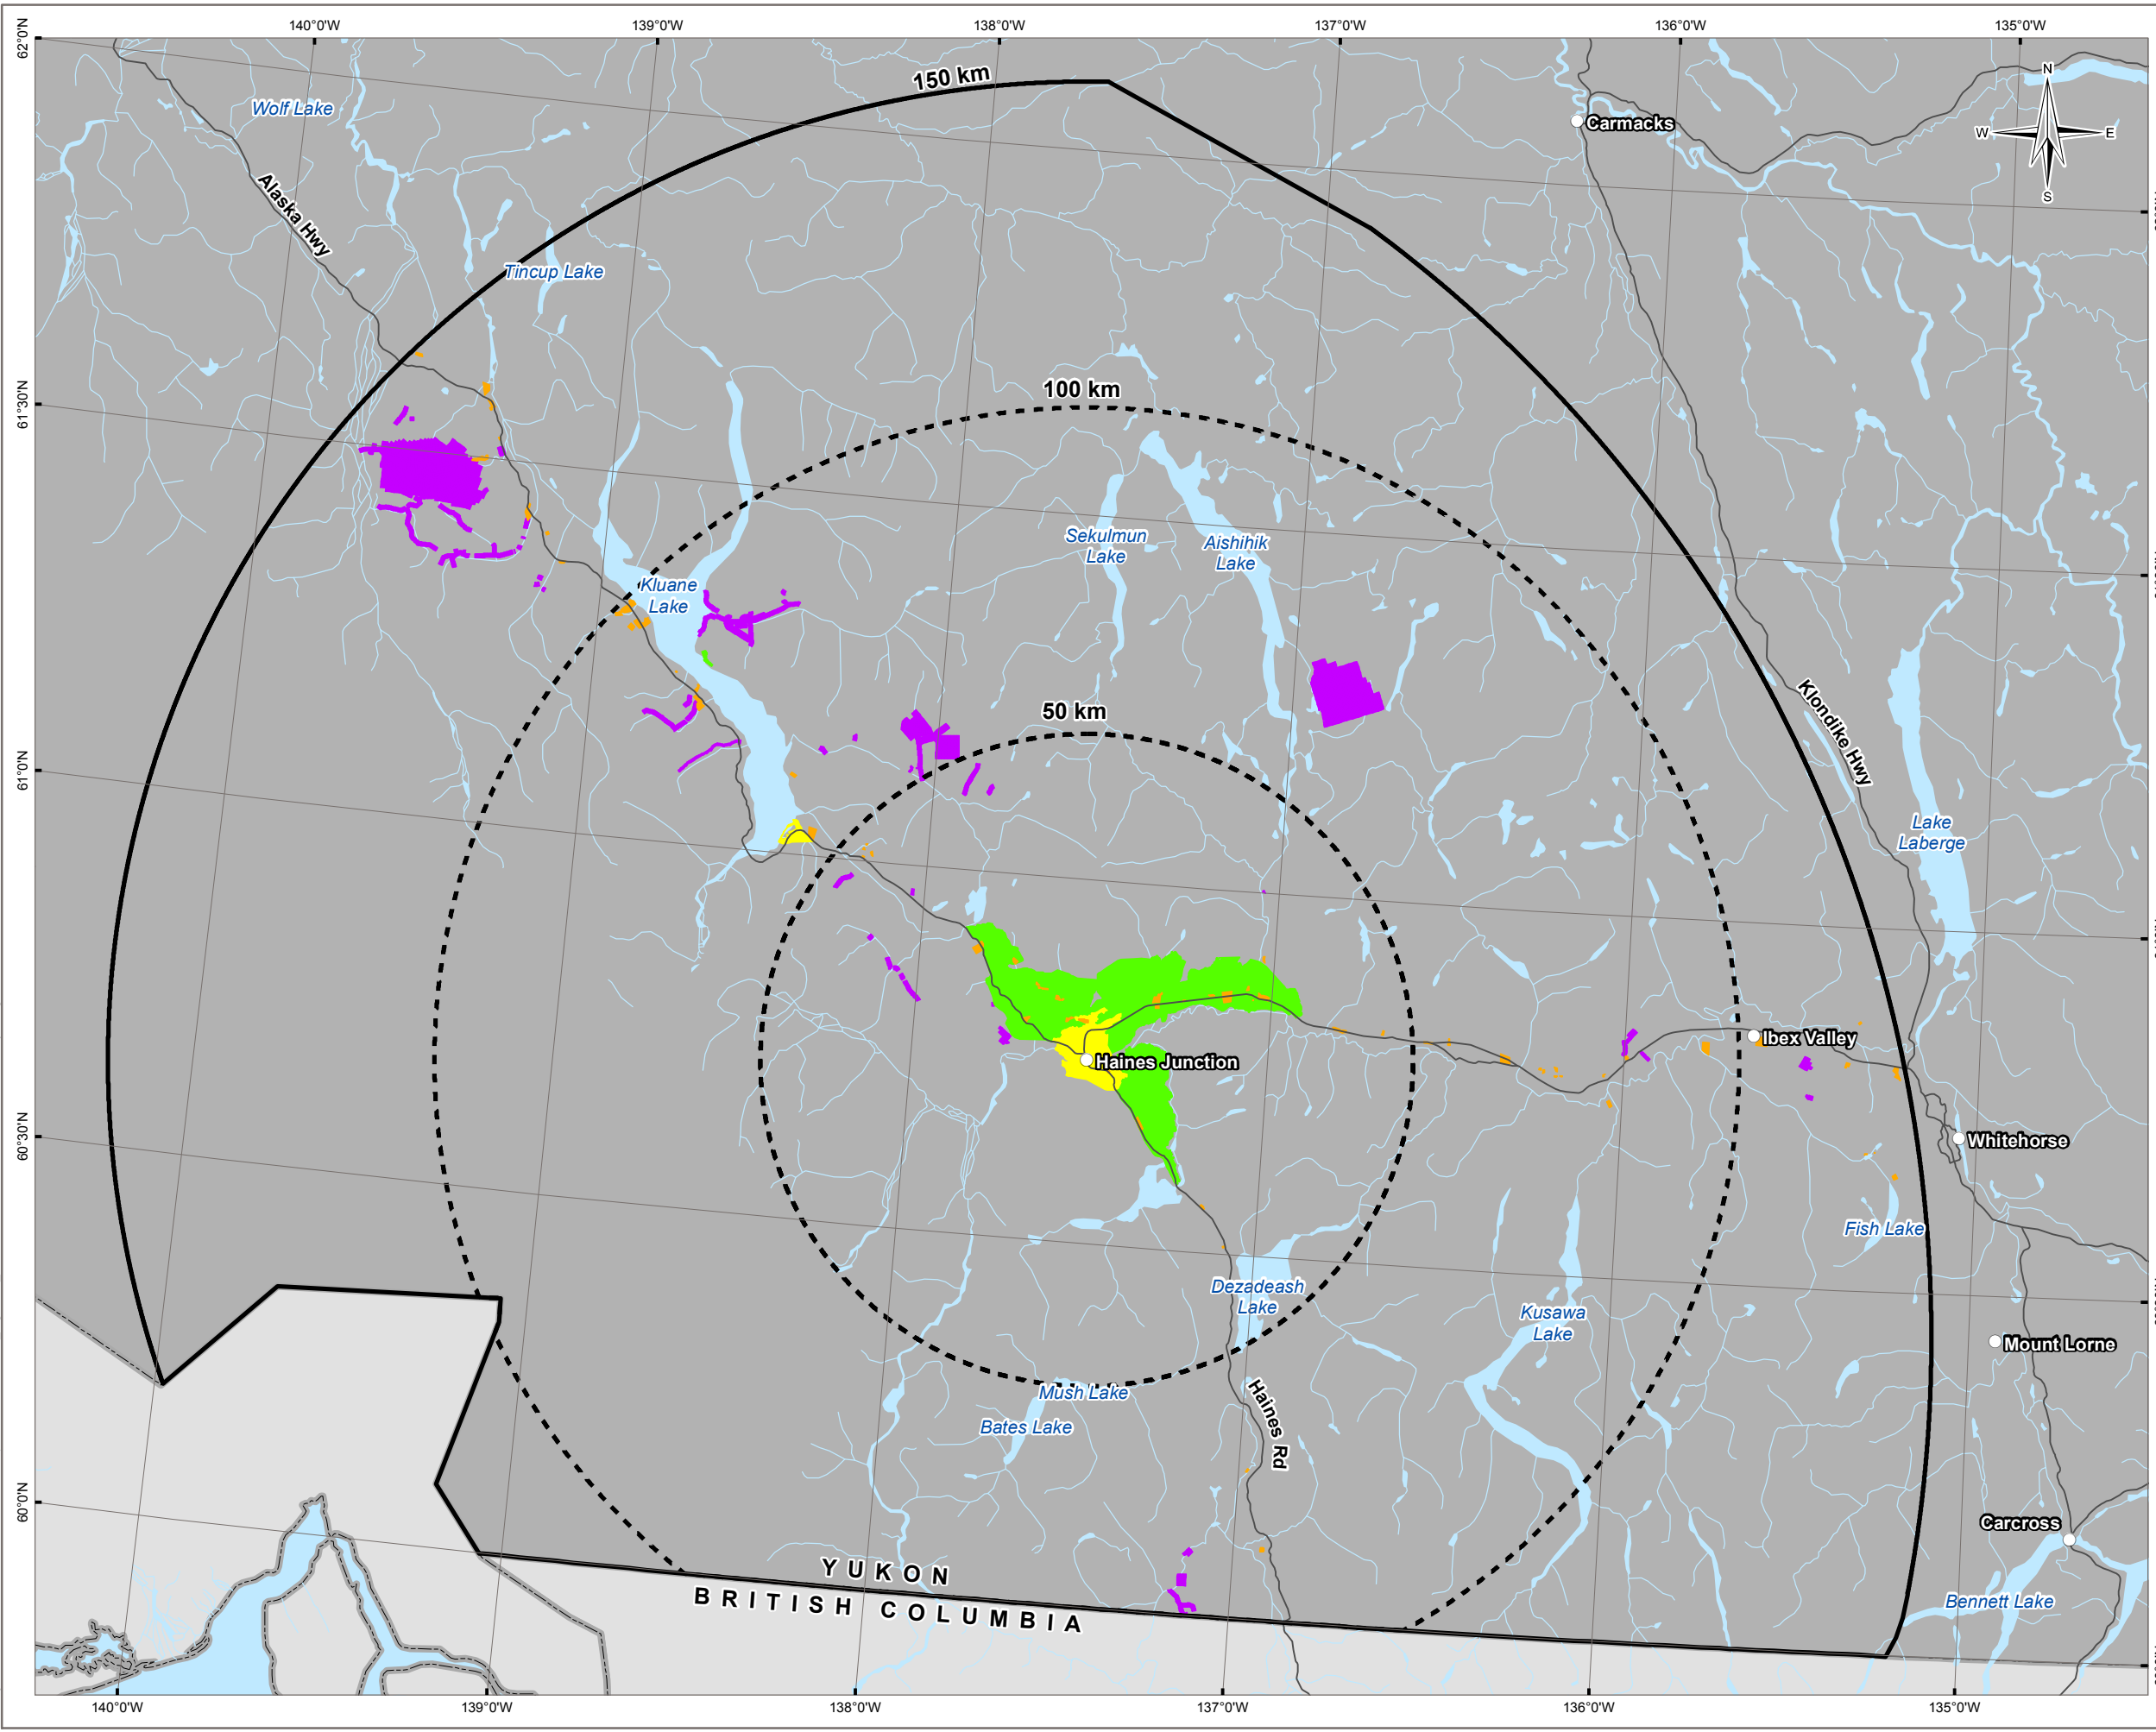 140°0'W
139°0'W
138°0'W
137°0'W
136°0'W
135°0'W
62°0'N
150 km
N
W
E
S
Wolf Lake
Carmacks
Alaska Hwy
Tincup Lake
100 km
61°30'N
Sekulmun
Lake
Aishihik
Lake
Kluane
Lake
50 km
Klondike Hwy
61°0'N
Lake
Laberge
Ibex Valley
Haines Junction
60°30'N
Whitehorse
Fish Lake
Dezadeash
Lake
Kusawa
Lake
Mount Lorne
Mush Lake
Haines Rd
Bates Lake
60°0'N
Carcross
YUKON
BRITISH COLUMBIA
Bennett Lake
140°0'W
139°0'W
138°0'W
137°0'W
136°0'W
135°0'W